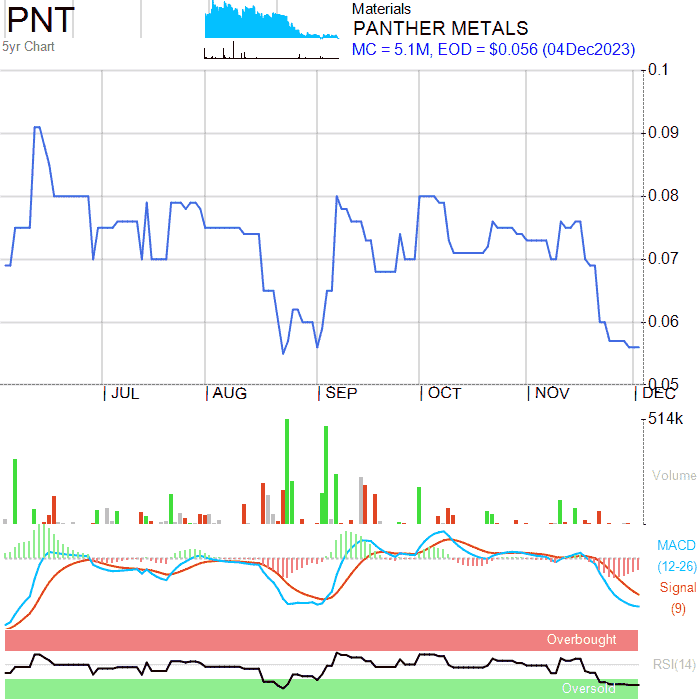 PNT
5yr Chart
Materials
PANTHER METALS
MC = 5.1M, EOD = $0.056 (04Dec2023)
0.1
0.09
0.08
0.07
0.06
0.05
JUL
AUG
SEP
OCT
NOV
DEC
514k
Volume
MACD
(12-26)
Signal
(9)
Overbought
RSI(14)
Oversold